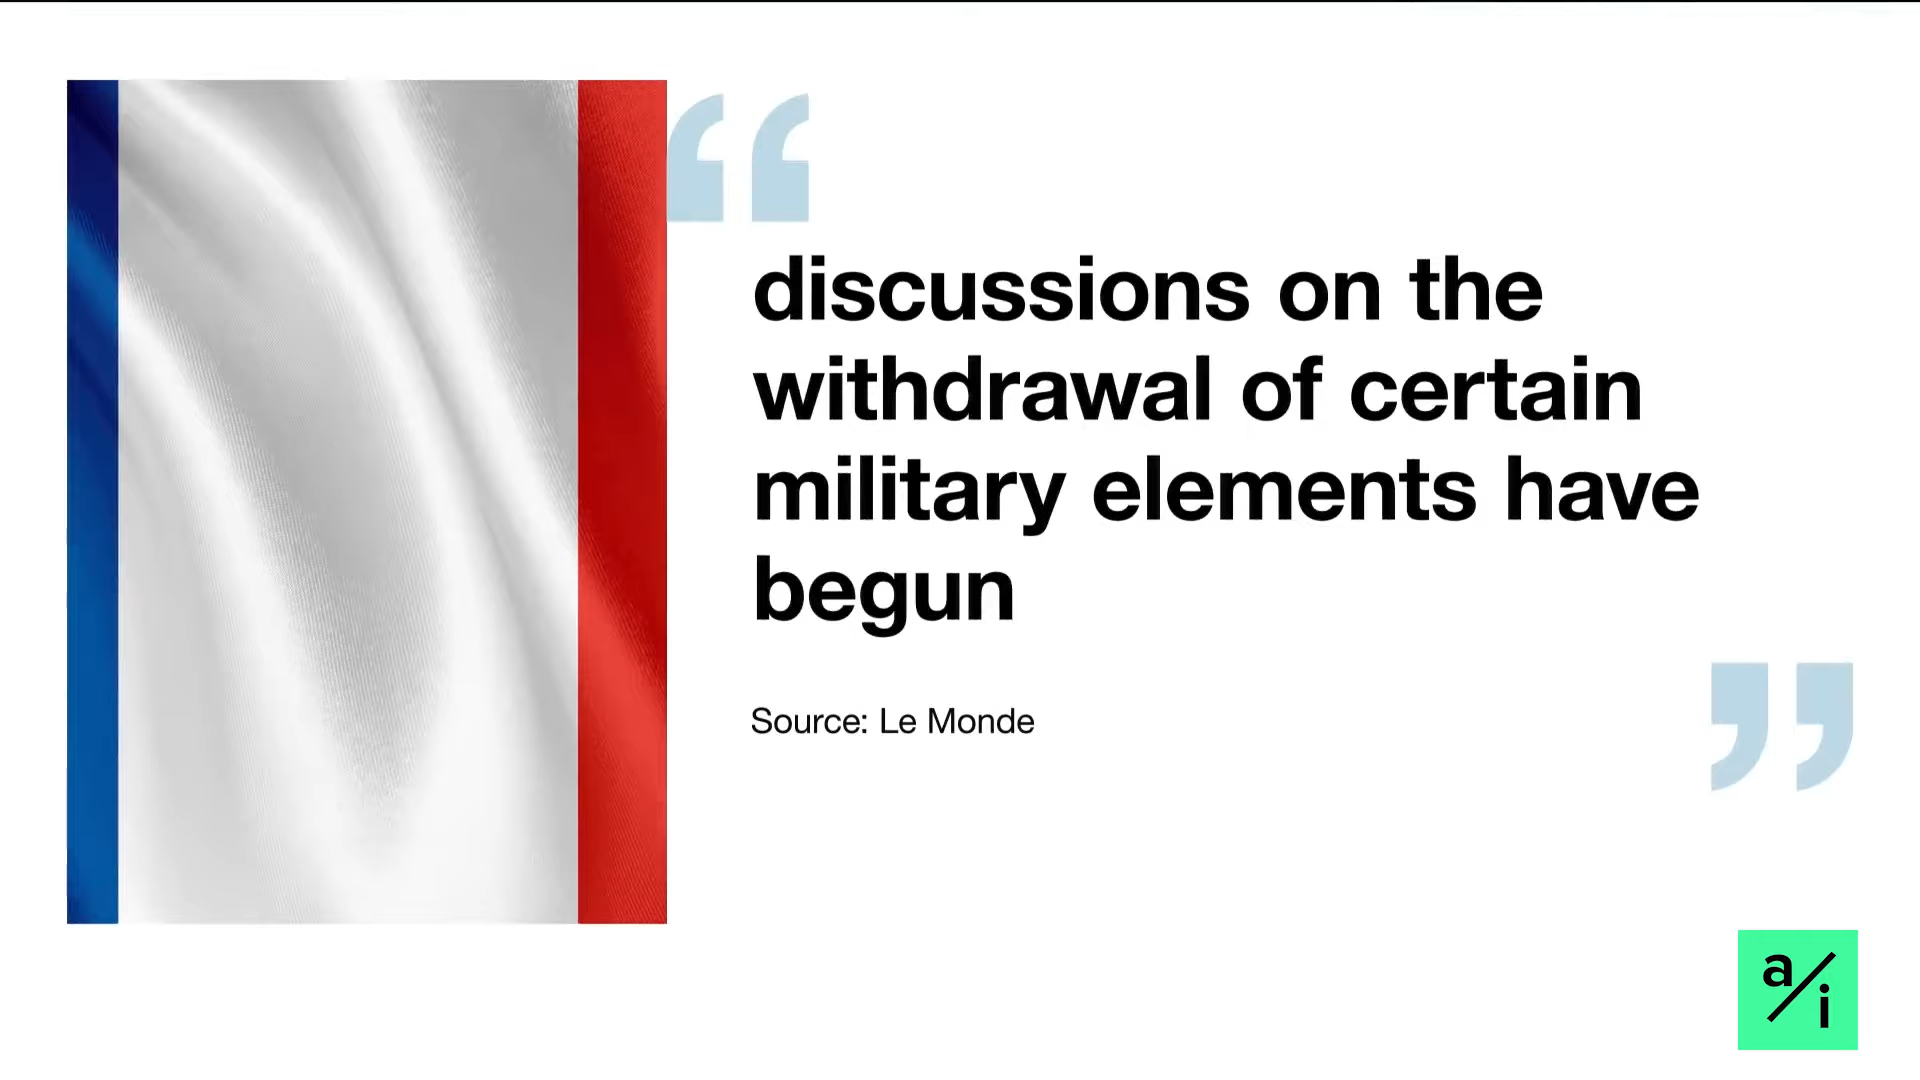 “
discussions on the
withdrawal of certain
military elements have
begun
”
Source: Le Monde
a/i